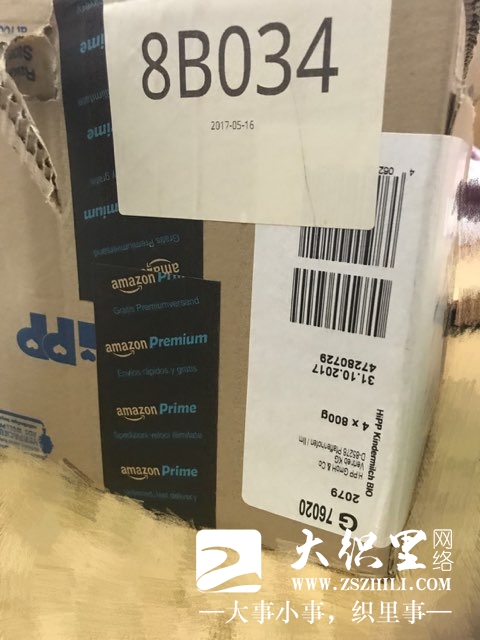 8B034
2017-05-16
amazon Prime
Gratis Premiumversand
amazon Premium
Envíos rápidos y gratis
amazon Prime
Spedizioni veloci illimitate
amazon Prime
HiPP
31.10.2017
47280729
HiPP Kindermilch BIO
4 x 800g
HiPP GmbH & Co
Vertrieb KG
D-85276 Pfaffenhofen / Ilm
2079
G 76020
大织里
网络
WWW.ZSZHILI.COM
—大事小事，织里事—